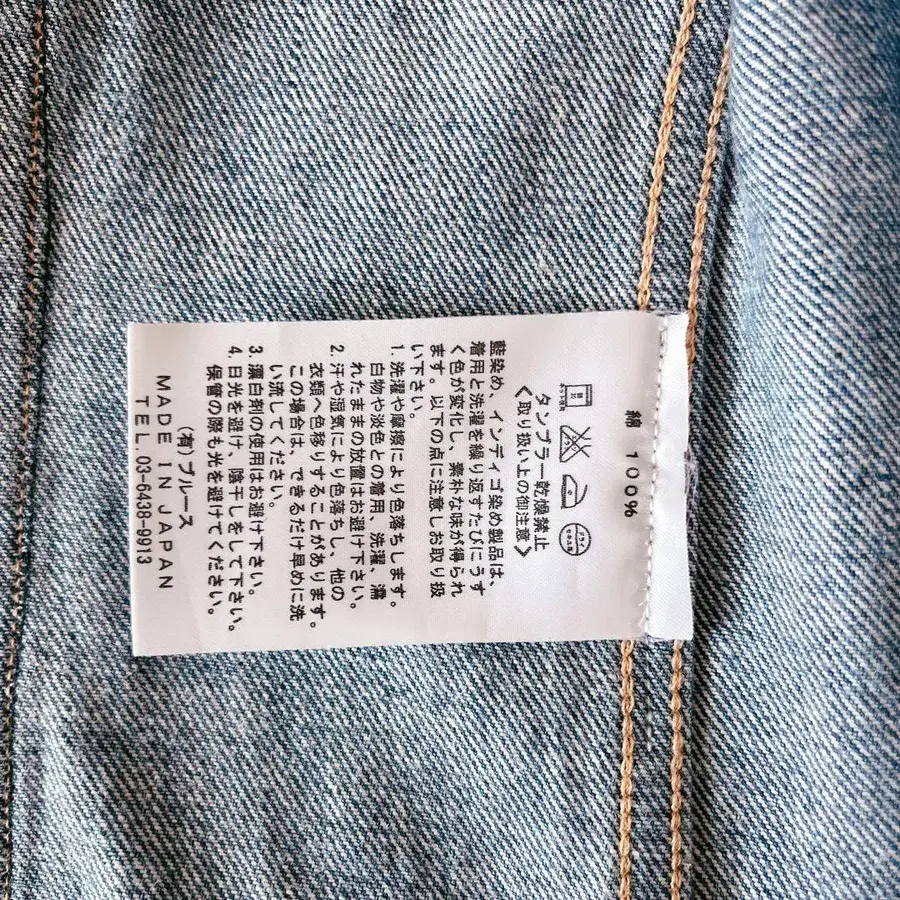 綿 100%
タンブラー乾燥禁止
<取り扱い上の御注意>
藍染め、インディゴ染め製品は、
着用と洗濯を繰り返すたびにうす
く色が変化し、素朴な味が得られ
ます。以下の点に注意しお取り扱
い下さい。
1. 洗濯や摩擦により色落ちします。
白物や淡色との着用、洗濯、濡
れたままの放置はお避け下さい。
2. 汗や湿気により色落ちし、他の
衣類へ色移りすることがあります。
この場合は、できるだけ早めに洗
い流してください。
3. 漂白剤の使用はお避け下さい。
4. 日光を避け、陰干しをして下さい。
保管の際も光を避けてください。
(有)ブルース
MADE IN JAPAN
TEL.03-6438-9913